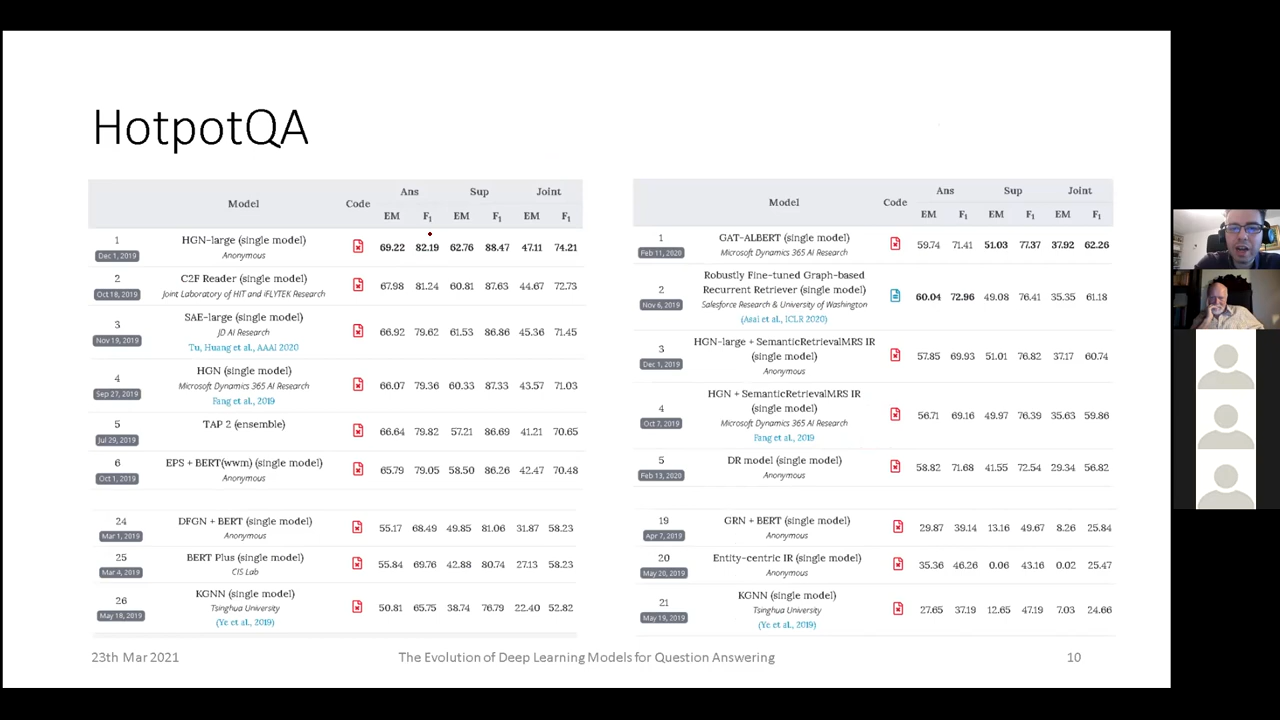 HotpotQA
Model Code Ans Sup Joint
EM F1 EM F1 EM F1
1 HGN-large (single model) 69.22 82.19 62.76 88.47 47.11 74.21
Dec 1, 2019 Anonymous
2 C2F Reader (single model) 67.98 81.24 60.81 87.63 44.67 72.73
Oct 18, 2019 Joint Laboratory of HIT and iFLYTEK Research
3 SAE-large (single model) 66.92 79.62 61.53 86.86 45.36 71.45
Nov 19, 2019 JD AI Research
Tu, Huang et al., AAAI 2020
4 HGN (single model) 66.07 79.36 60.33 87.33 43.57 71.03
Sep 27, 2019 Microsoft Dynamics 365 AI Research
Fang et al., 2019
5 TAP 2 (ensemble) 66.64 79.82 57.21 86.69 41.21 70.65
Jul 29, 2019
6 EPS + BERT(wwm) (single model) 65.79 79.05 58.50 86.26 42.47 70.48
Oct 1, 2019 Anonymous
24 DFGN + BERT (single model) 55.17 68.49 49.85 81.06 31.87 58.23
Mar 1, 2019 Anonymous
25 BERT Plus (single model) 55.84 69.76 42.88 80.74 27.13 58.23
Mar 4, 2019 CIS Lab
26 KGNN (single model) 50.81 65.75 38.74 76.79 22.40 52.82
May 18, 2019 Tsinghua University
(Ye et al., 2019)
Model Code Ans Sup Joint
EM F1 EM F1 EM F1
1 GAT-ALBERT (single model) 59.74 71.41 51.03 77.37 37.92 62.26
Feb 11, 2020 Microsoft Dynamics 365 AI Research
Robustly Fine-tuned Graph-based
2 Recurrent Retriever (single model) 60.04 72.96 49.08 76.41 35.35 61.18
Nov 6, 2019 Salesforce Research & University of Washington
(Asai et al., ICLR 2020)
3 HGN-large + SemanticRetrievalMRS IR
(single model) 57.85 69.93 51.01 76.82 37.17 60.74
Dec 1, 2019 Anonymous
HGN + SemanticRetrievalMRS IR
4 (single model) 56.71 69.16 49.97 76.39 35.63 59.86
Oct 7, 2019 Microsoft Dynamics 365 AI Research
Fang et al., 2019
5 DR model (single model) 58.82 71.68 41.55 72.54 29.34 56.82
Feb 13, 2020 Anonymous
19 GRN + BERT (single model) 29.87 39.14 13.16 49.67 8.26 25.84
Apr 7, 2019 Anonymous
20 Entity-centric IR (single model) 35.36 46.26 0.06 43.16 0.02 25.47
May 20, 2019 Anonymous
21 KGNN (single model) 27.65 37.19 12.65 47.19 7.03 24.66
May 19, 2019 Tsinghua University
(Ye et al., 2019)
23th Mar 2021 The Evolution of Deep Learning Models for Question Answering 10